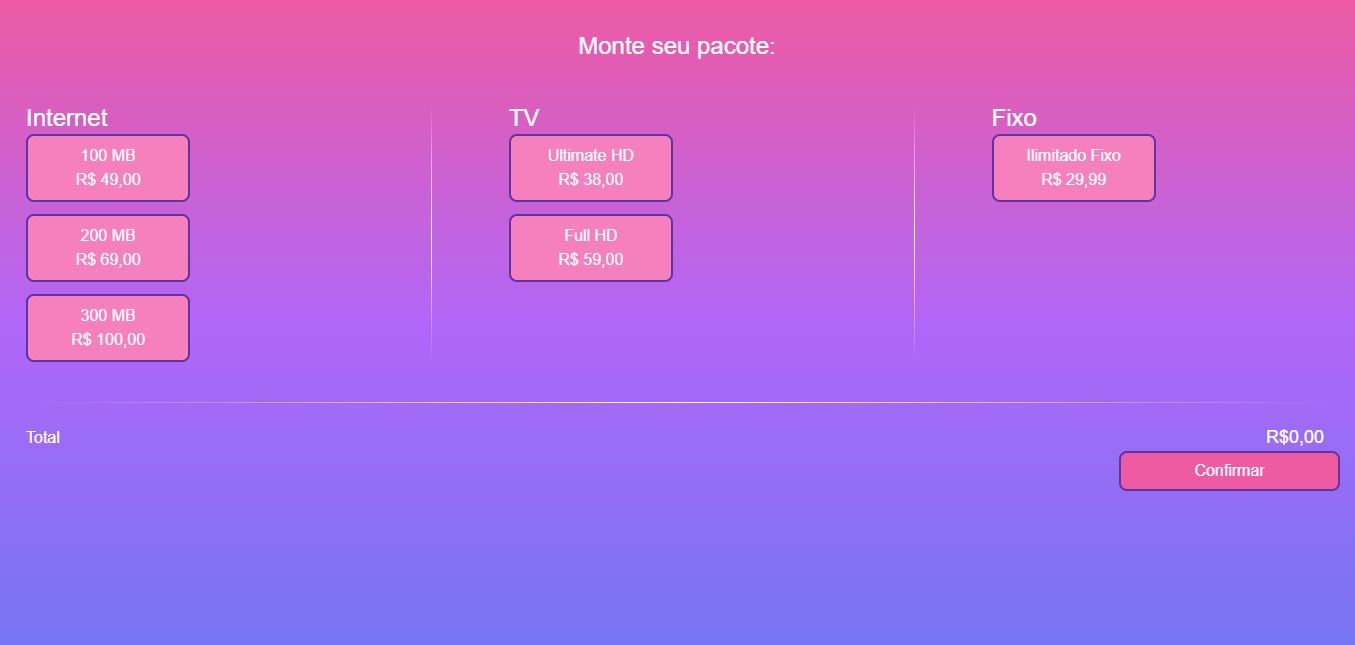 Monte seu pacote:
Internet
100 MB
R$ 49,00
200 MB
R$ 69,00
300 MB
R$ 100,00
TV
Ultimate HD
R$ 38,00
Full HD
R$ 59,00
Fixo
Ilimitado Fixo
R$ 29,99
Total
R$0,00
Confirmar